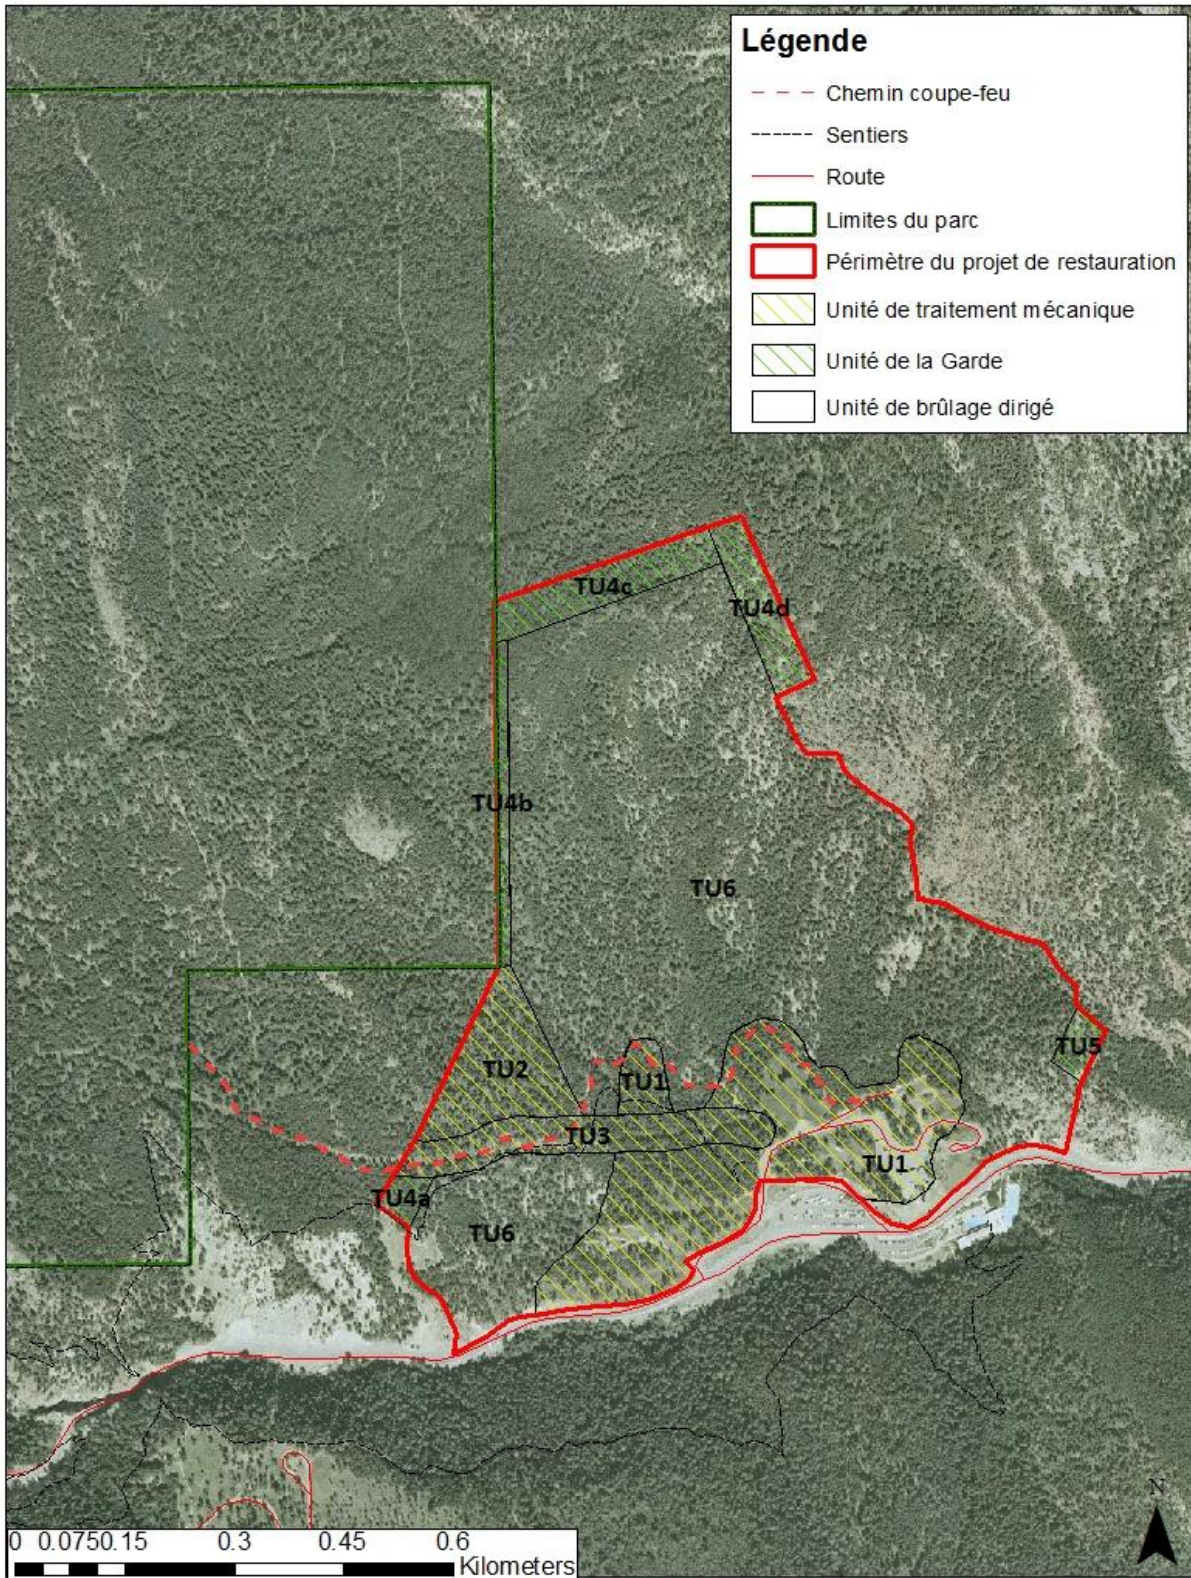 Légende
Chemin coupe-feu
Sentiers
Route
Limites du parc
Périmètre du projet de restauration
Unité de traitement mécanique
Unité de la Garde
Unité de brûlage dirigé
TU4c
TU4d
TU4b
TU6
TU5
TU2
TU1
TU3
TU1
TU4a
TU6
N
0 0.0750.15 0.3 0.45 0.6
Kilometers